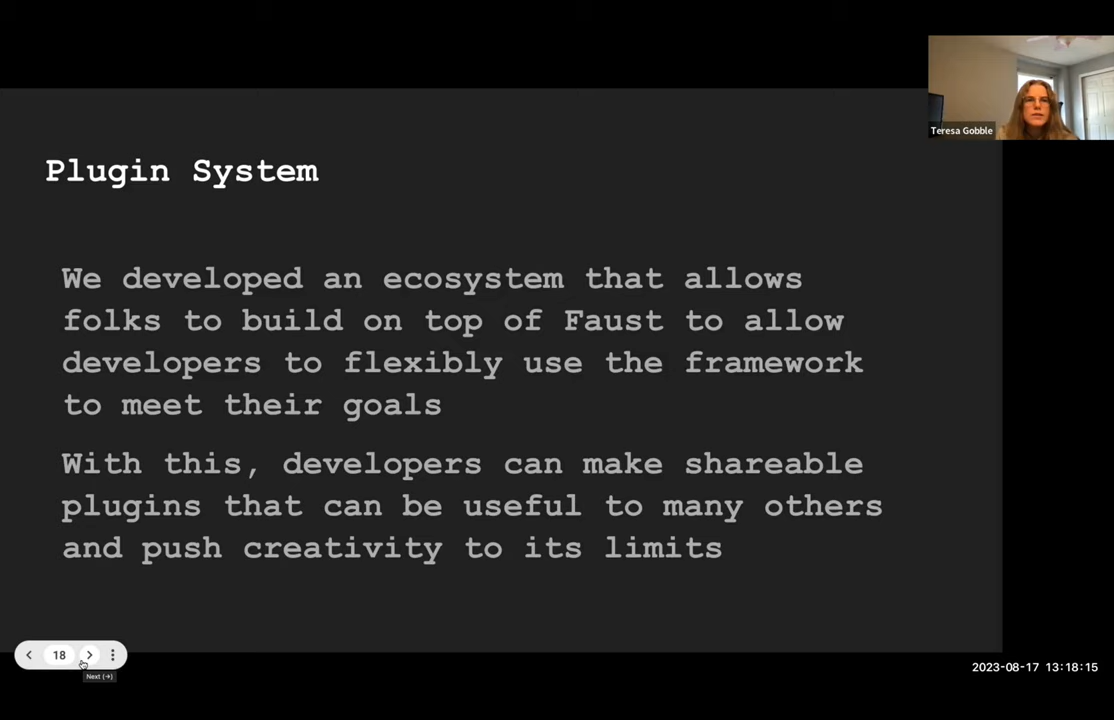 Teresa Gobble
Plugin System
We developed an ecosystem that allows
folks to build on top of Faust to allow
developers to flexibly use the framework
to meet their goals
With this, developers can make shareable
plugins that can be useful to many others
and push creativity to its limits
18
Next (→)
2023-08-17 13:18:15